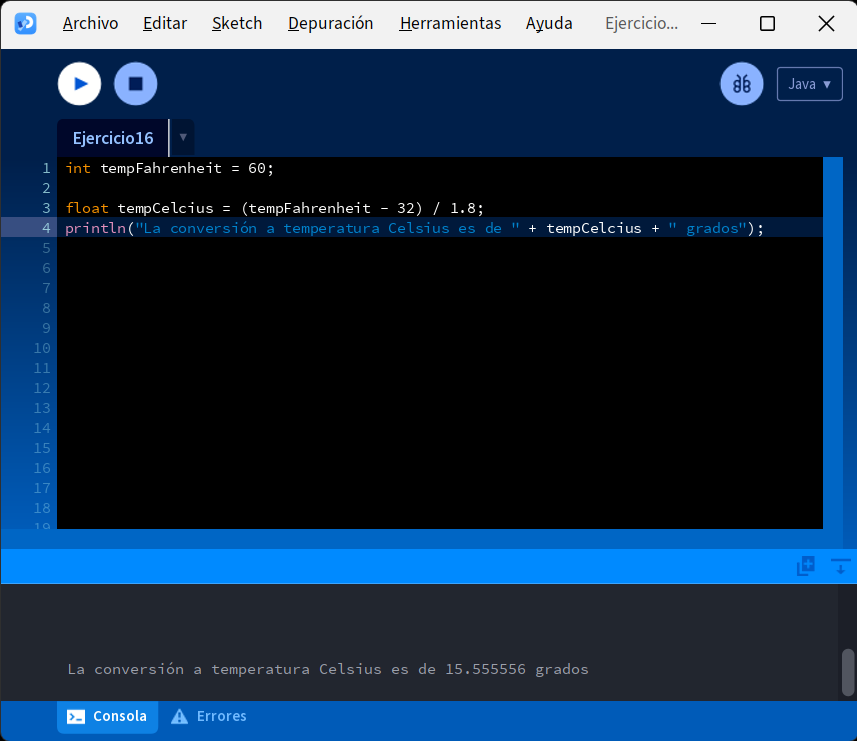 Archivo Editar Sketch Depuración Herramientas Ayuda Ejercicio...
Java ▾
Ejercicio16 ▾
1 int tempFahrenheit = 60;
2
3 float tempCelcius = (tempFahrenheit - 32) / 1.8;
4 println("La conversión a temperatura Celsius es de " + tempCelcius + " grados");
5
6
7
8
9
10
11
12
13
14
15
16
17
18
19
La conversión a temperatura Celsius es de 15.555556 grados
Consola Errores